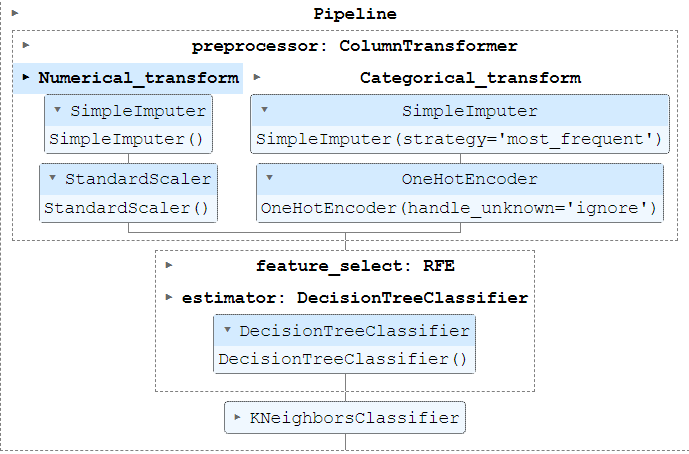 Pipeline
preprocessor: ColumnTransformer
Numerical_transform
Categorical_transform
SimpleImputer
SimpleImputer()
SimpleImputer
SimpleImputer(strategy='most_frequent')
StandardScaler
StandardScaler()
OneHotEncoder
OneHotEncoder(handle_unknown='ignore')
feature_select: RFE
estimator: DecisionTreeClassifier
DecisionTreeClassifier
DecisionTreeClassifier()
KNeighborsClassifier